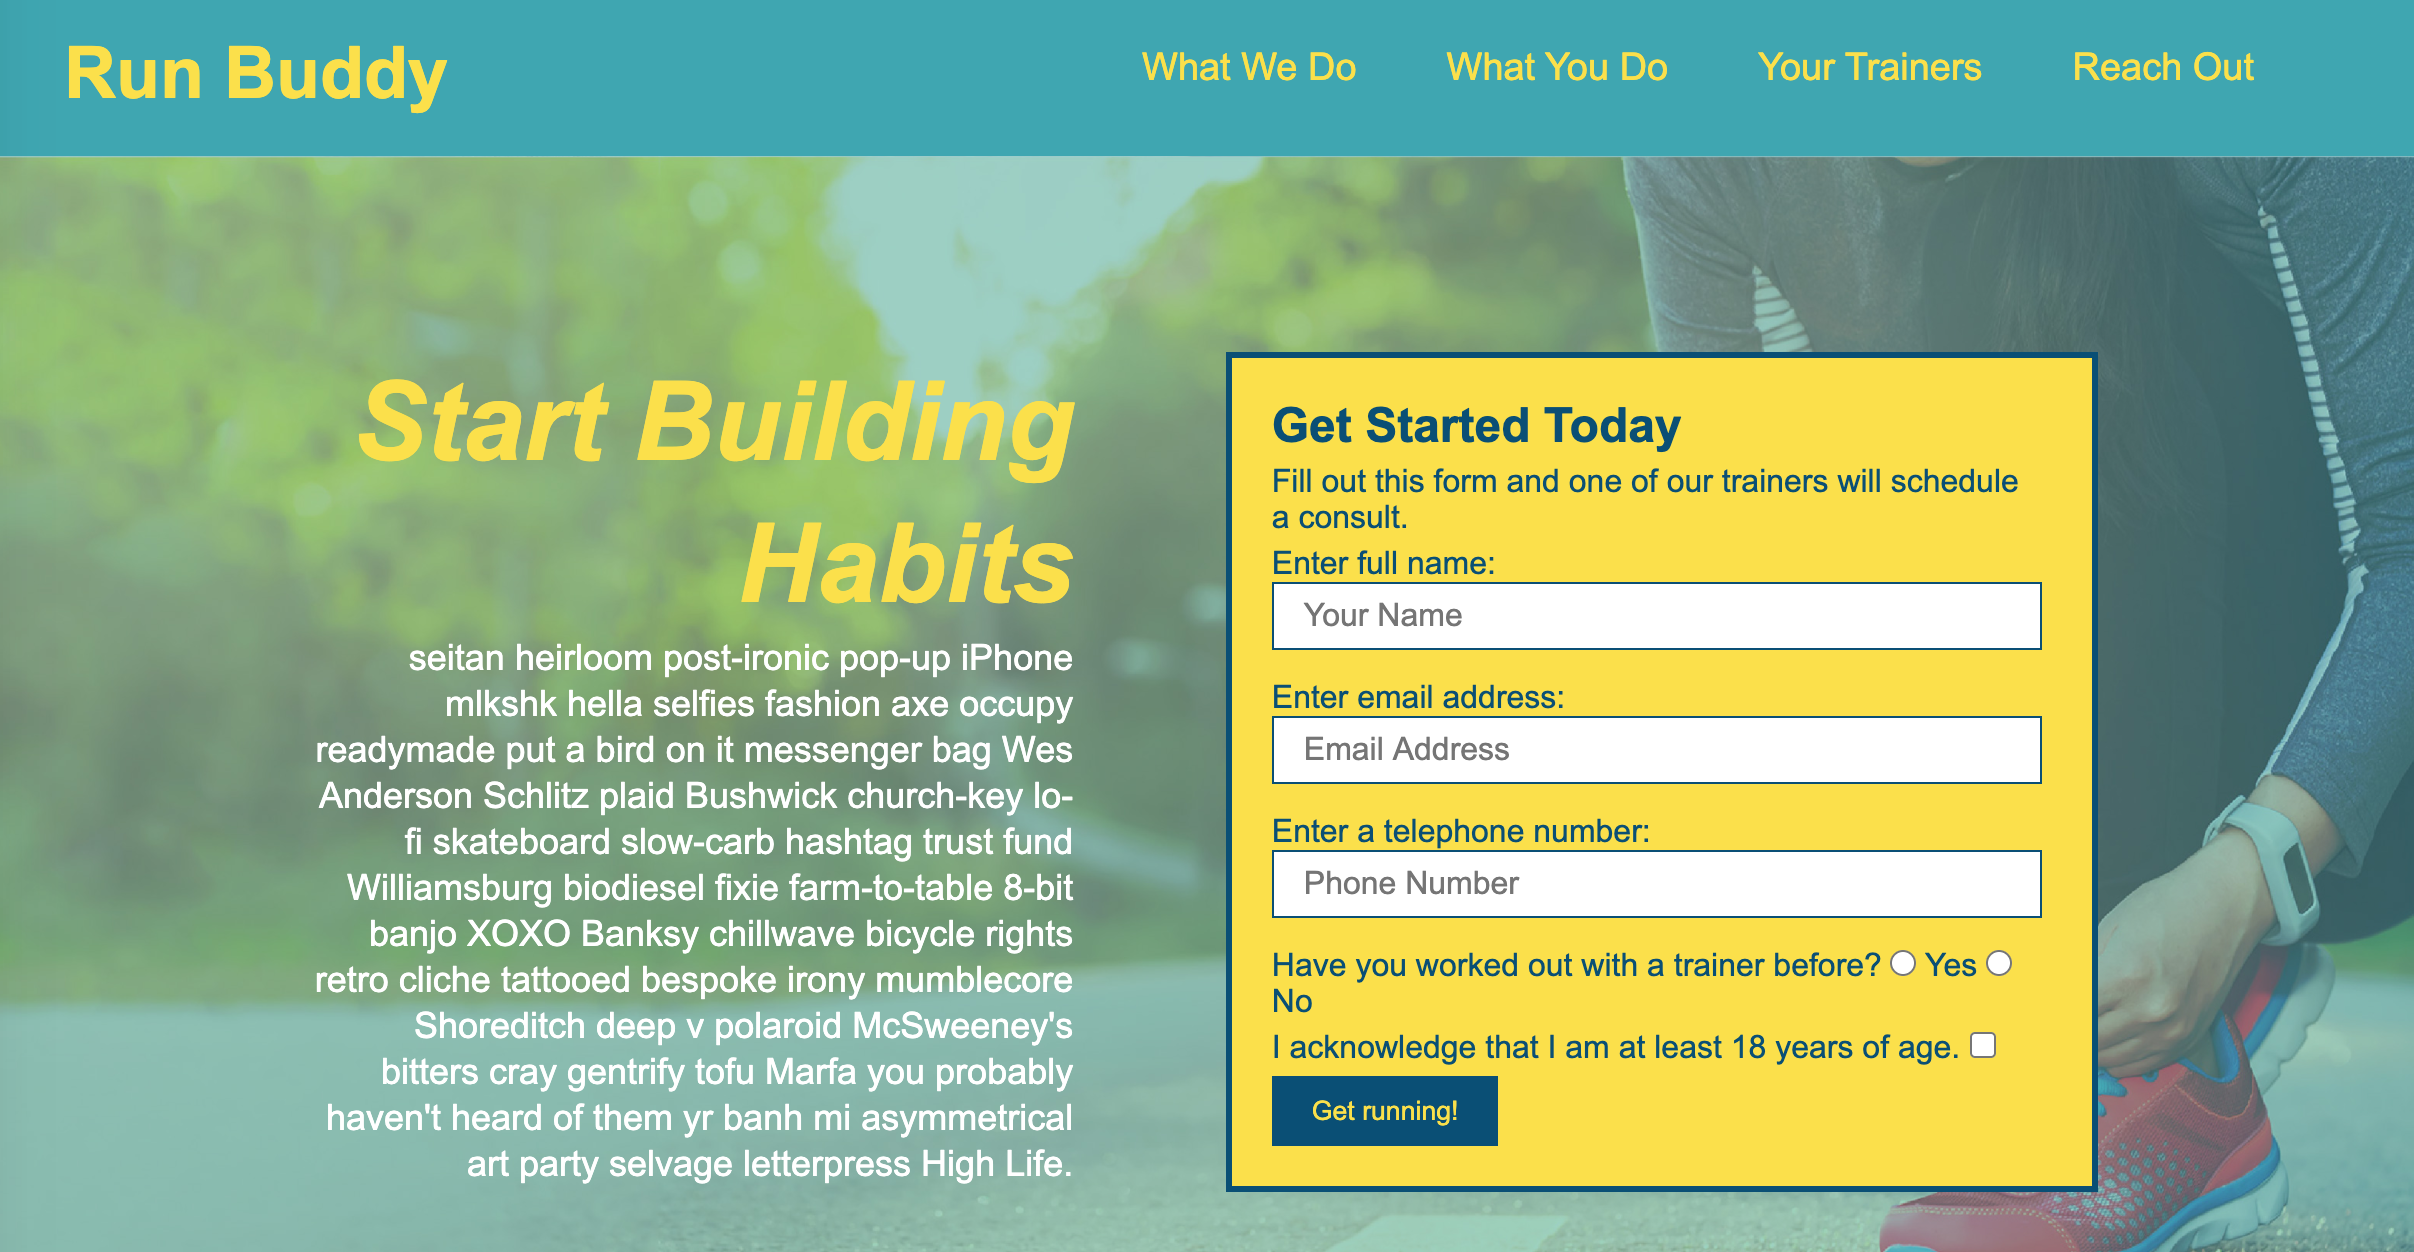 Run Buddy
What We Do
What You Do
Your Trainers
Reach Out
Start Building
Habits
seitan heirloom post-ironic pop-up iPhone
mlkshk hella selfies fashion axe occupy
readymade put a bird on it messenger bag Wes
Anderson Schlitz plaid Bushwick church-key lo-
fi skateboard slow-carb hashtag trust fund
Williamsburg biodiesel fixie farm-to-table 8-bit
banjo XOXO Banksy chillwave bicycle rights
retro cliche tattooed bespoke irony mumblecore
Shoreditch deep v polaroid McSweeney's
bitters cray gentrify tofu Marfa you probably
haven't heard of them yr banh mi asymmetrical
art party selvage letterpress High Life.
Get Started Today
Fill out this form and one of our trainers will schedule
a consult.
Enter full name:
Your Name
Enter email address:
Email Address
Enter a telephone number:
Phone Number
Have you worked out with a trainer before? Yes
No
I acknowledge that I am at least 18 years of age.
Get running!